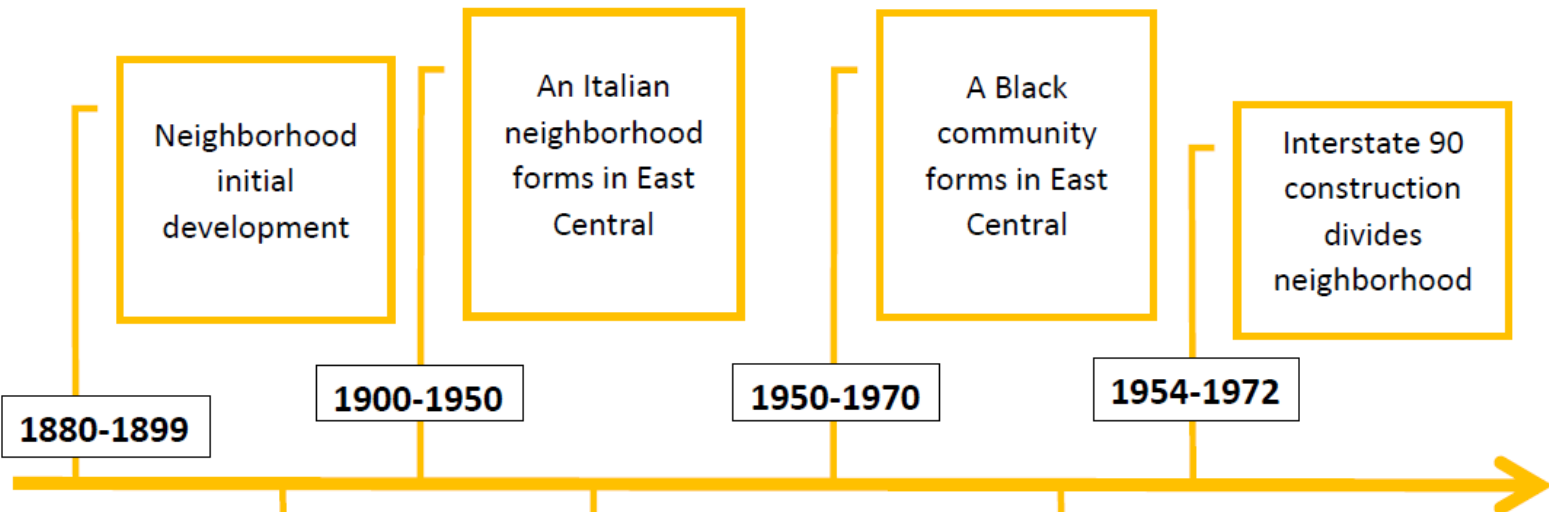 Neighborhood
initial
development
1880-1899
An Italian
neighborhood
forms in East
Central
1900-1950
A Black
community
forms in East
Central
1950-1970
Interstate 90
construction
divides
neighborhood
1954-1972